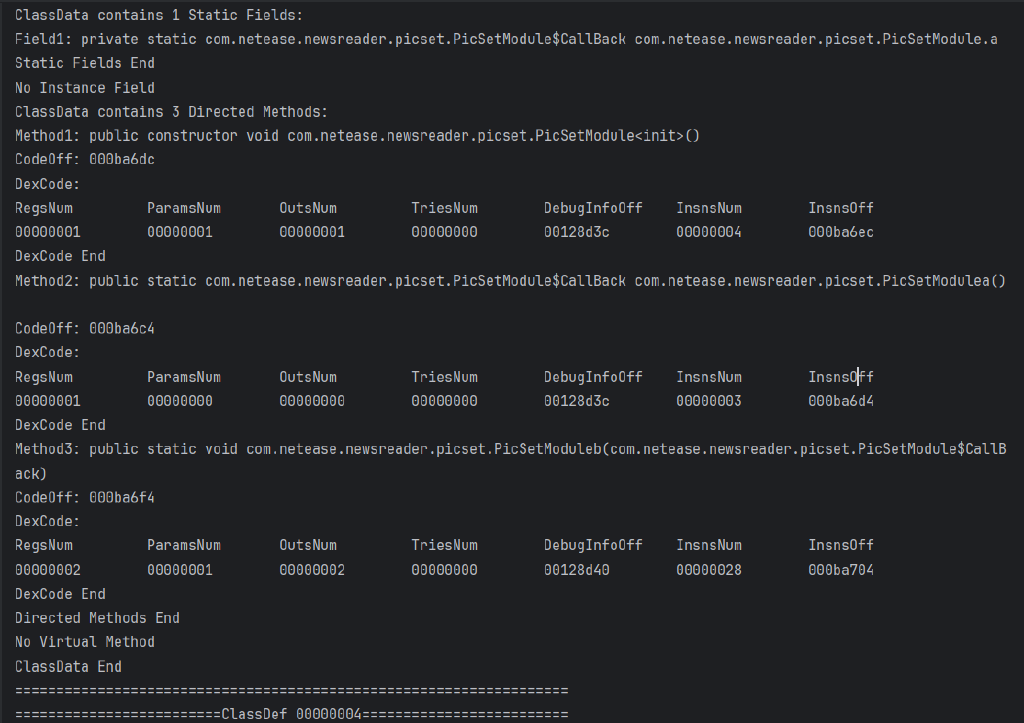 ClassData contains 1 Static Fields:
Field1: private static com.netease.newsreader.picset.PicSetModule$CallBack com.netease.newsreader.picset.PicSetModule.a
Static Fields End
No Instance Field
ClassData contains 3 Directed Methods:
Method1: public constructor void com.netease.newsreader.picset.PicSetModule<init>()
CodeOff: 000ba6dc
DexCode:
RegsNum ParamsNum OutsNum TriesNum DebugInfoOff InsnsNum InsnsOff
00000001 00000001 00000001 00000000 00128d3c 00000004 000ba6ec
DexCode End
Method2: public static com.netease.newsreader.picset.PicSetModule$CallBack com.netease.newsreader.picset.PicSetModulea()
CodeOff: 000ba6c4
DexCode:
RegsNum ParamsNum OutsNum TriesNum DebugInfoOff InsnsNum InsnsOff
00000001 00000000 00000000 00000000 00128d3c 00000003 000ba6d4
DexCode End
Method3: public static void com.netease.newsreader.picset.PicSetModuleb(com.netease.newsreader.picset.PicSetModule$CallB
ack)
CodeOff: 000ba6f4
DexCode:
RegsNum ParamsNum OutsNum TriesNum DebugInfoOff InsnsNum InsnsOff
00000002 00000001 00000002 00000000 00128d40 00000028 000ba704
DexCode End
Directed Methods End
No Virtual Method
ClassData End
===================================================================
=========================ClassDef 00000004=========================